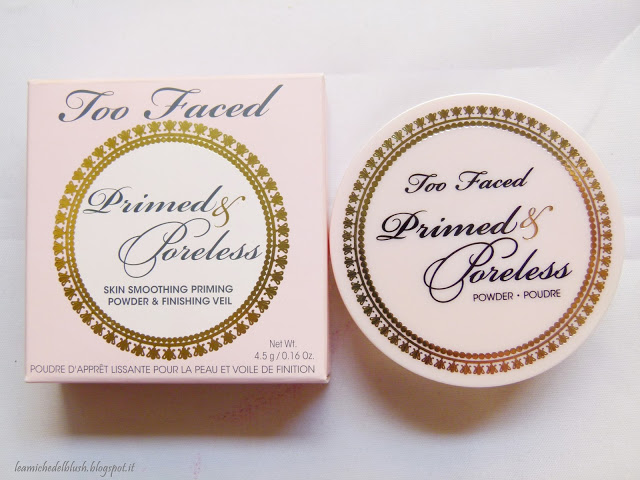 Too Faced
Primed &
Poreless
SKIN SMOOTHING PRIMING
POWDER & FINISHING VEIL
Net Wt.
4.5 g / 0.16 Oz.
POUDRE D'APPRÊT LISSANTE POUR LA PEAU ET VOILE DE FINITION
Too Faced
Primed &
Poreless
POWDER • POUDRE
leamichedelblush.blogspot.it